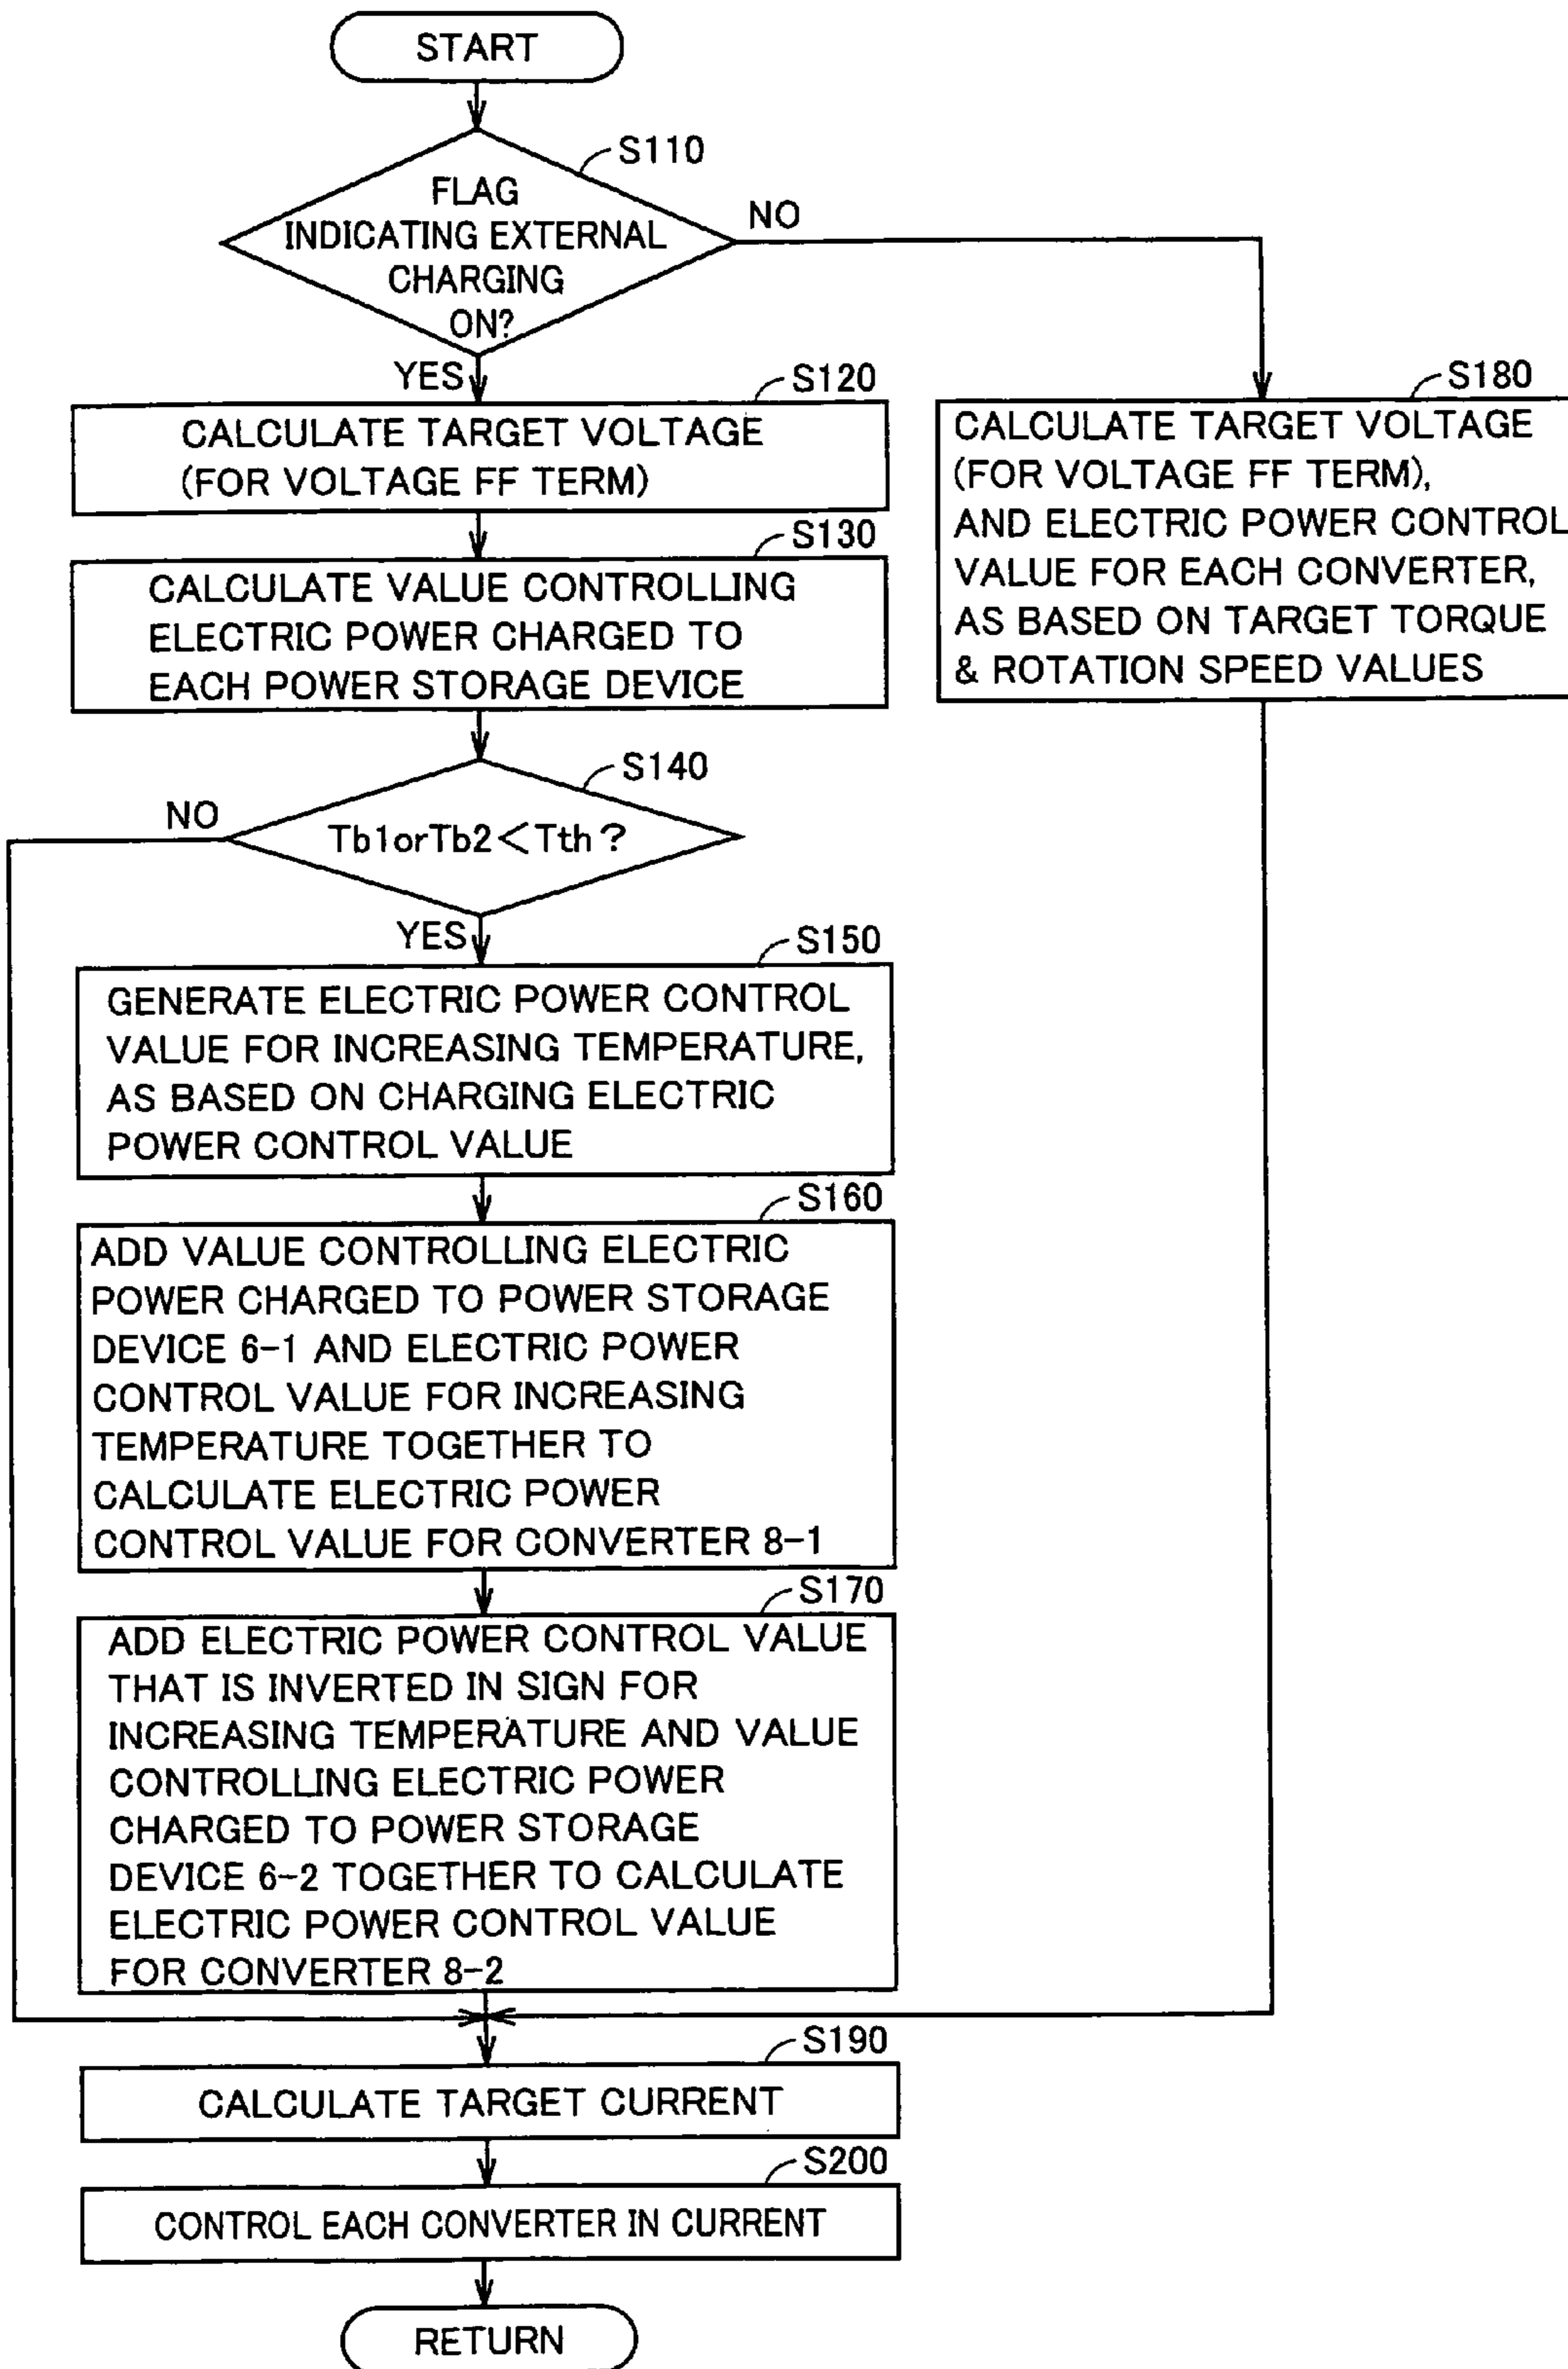 START
S110
FLAG
INDICATING EXTERNAL
CHARGING
ON?
NO
YES
S120
CALCULATE TARGET VOLTAGE
(FOR VOLTAGE FF TERM)
S180
CALCULATE TARGET VOLTAGE
(FOR VOLTAGE FF TERM),
AND ELECTRIC POWER CONTROL
VALUE FOR EACH CONVERTER,
AS BASED ON TARGET TORQUE
& ROTATION SPEED VALUES
S130
CALCULATE VALUE CONTROLLING
ELECTRIC POWER CHARGED TO
EACH POWER STORAGE DEVICE
S140
NO
Tb1orTb2<Tth?
YES
S150
GENERATE ELECTRIC POWER CONTROL
VALUE FOR INCREASING TEMPERATURE,
AS BASED ON CHARGING ELECTRIC
POWER CONTROL VALUE
S160
ADD VALUE CONTROLLING ELECTRIC
POWER CHARGED TO POWER STORAGE
DEVICE 6-1 AND ELECTRIC POWER
CONTROL VALUE FOR INCREASING
TEMPERATURE TOGETHER TO
CALCULATE ELECTRIC POWER
CONTROL VALUE FOR CONVERTER 8-1
S170
ADD ELECTRIC POWER CONTROL VALUE
THAT IS INVERTED IN SIGN FOR
INCREASING TEMPERATURE AND VALUE
CONTROLLING ELECTRIC POWER
CHARGED TO POWER STORAGE
DEVICE 6-2 TOGETHER TO CALCULATE
ELECTRIC POWER CONTROL VALUE
FOR CONVERTER 8-2
S190
CALCULATE TARGET CURRENT
S200
CONTROL EACH CONVERTER IN CURRENT
RETURN